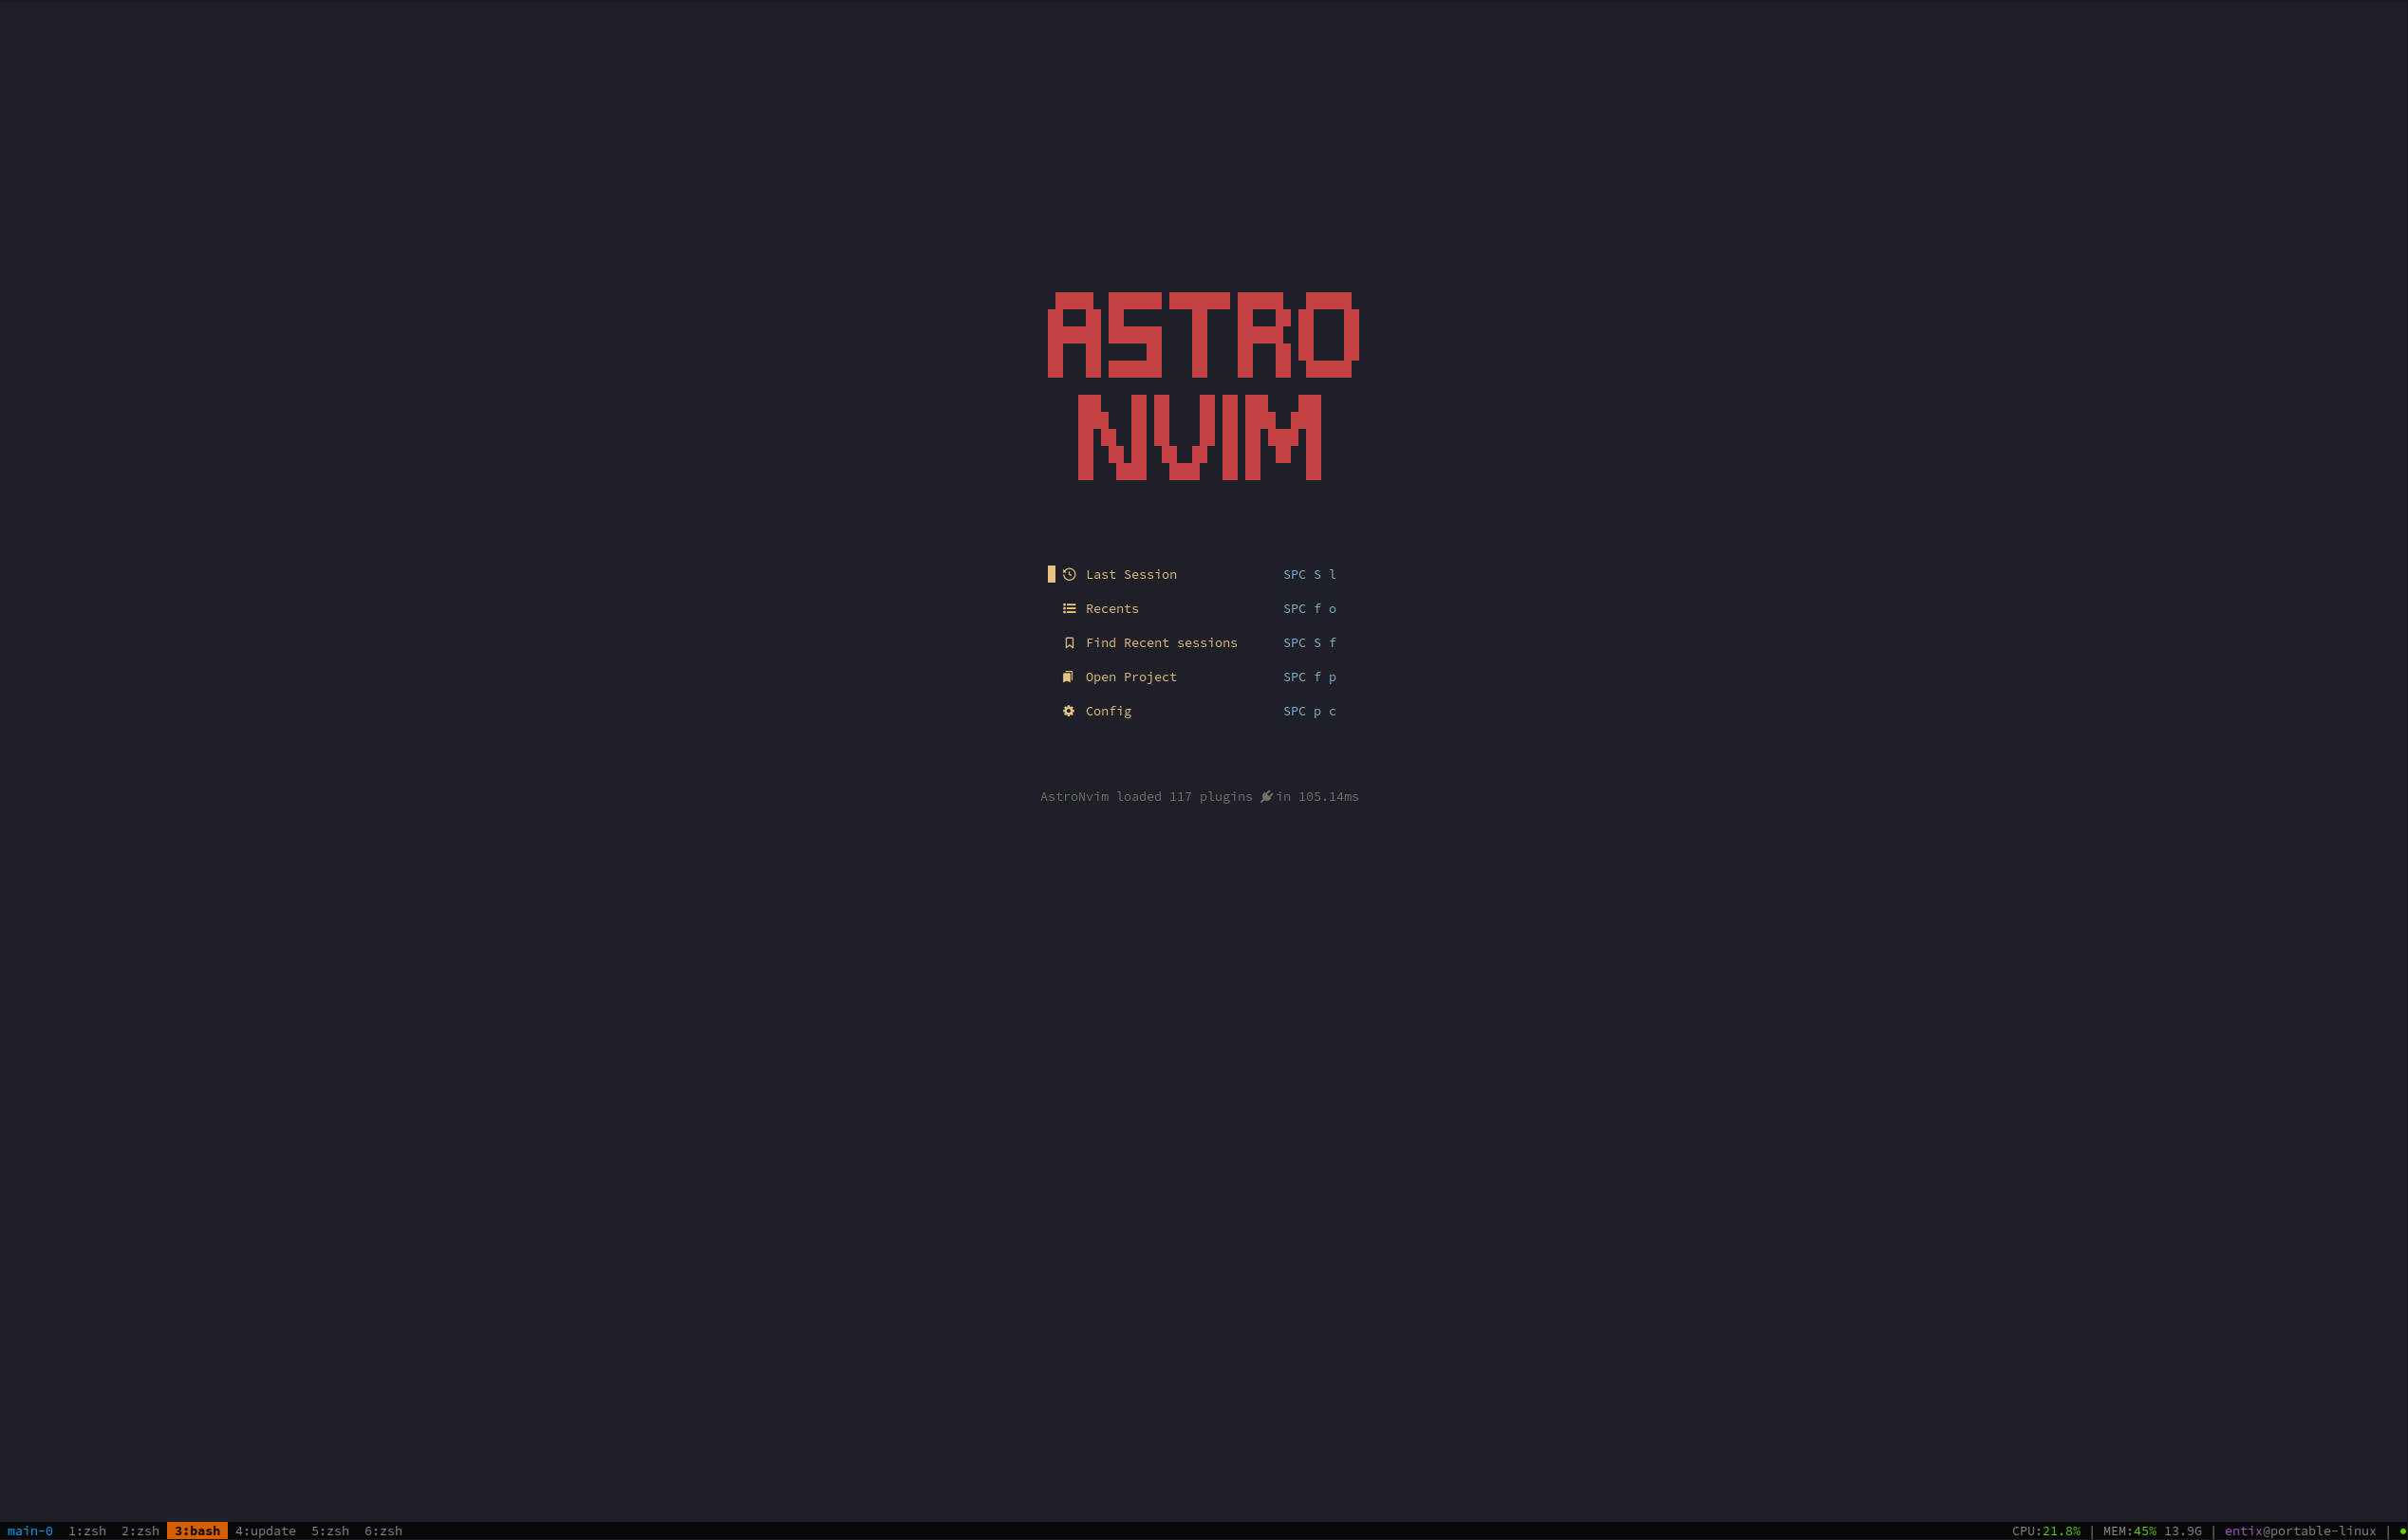 ASTRO
NVIM
Last Session SPC S l
Recents SPC f o
Find Recent sessions SPC S f
Open Project SPC f p
Config SPC p c
AstroNvim loaded 117 plugins in 105.14ms
main-0 1:zsh 2:zsh 3:bash 4:update 5:zsh 6:zsh CPU:21.8% | MEM:45% 13.9G | entix@portable-linux |